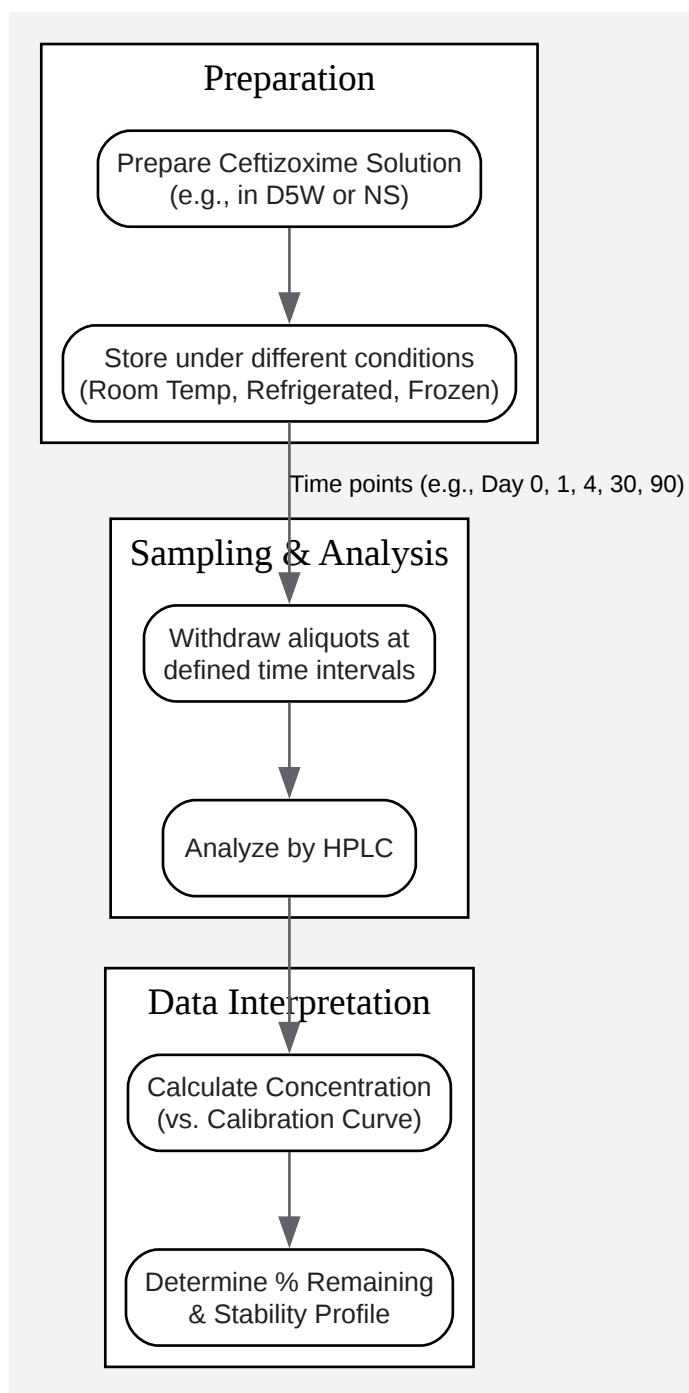 Preparation
Prepare Ceftizoxime Solution
(e.g., in D5W or NS)
Store under different conditions
(Room Temp, Refrigerated, Frozen)
Time points (e.g., Day 0, 1, 4, 30, 90)
Sampling & Analysis
Withdraw aliquots at
defined time intervals
Analyze by HPLC
Data Interpretation
Calculate Concentration
(vs. Calibration Curve)
Determine % Remaining
& Stability Profile